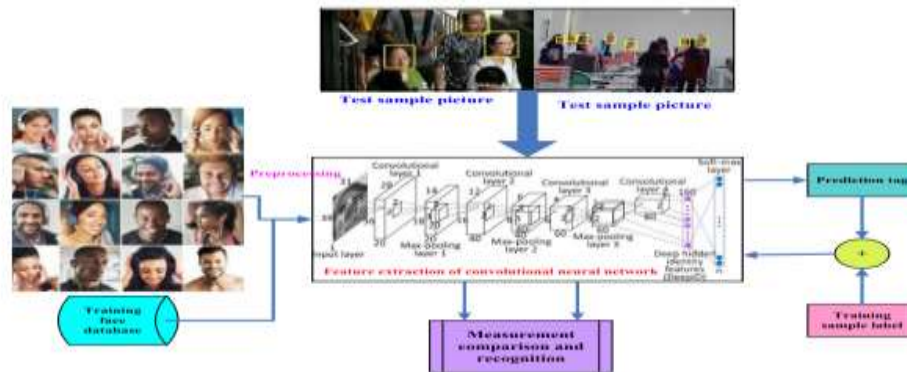 Test sample picture
Test sample picture
Preprocessing
Soft-max
layer
Convolutional
layer 1
Convolutional
layer 2
Convolutional
layer 3
Convolutional
Input layer
Max-pooling
layer 1
Max-pooling
layer 2
Max-pooling
layer 3
Deep hidden
identity
features
Feature extraction of convolutional neural network
Prediction tag
+
Training
sample label
Training
face
database
Measurement
comparison and
recognition